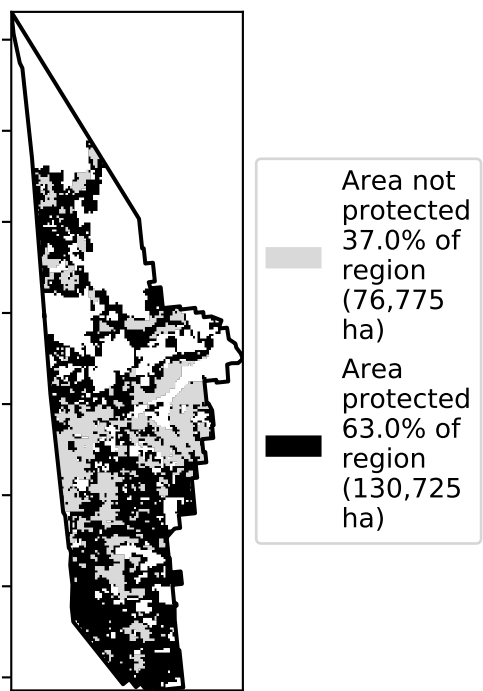 Area not
protected
37.0% of
region
(76,775
ha)
Area
protected
63.0% of
region
(130,725
ha)